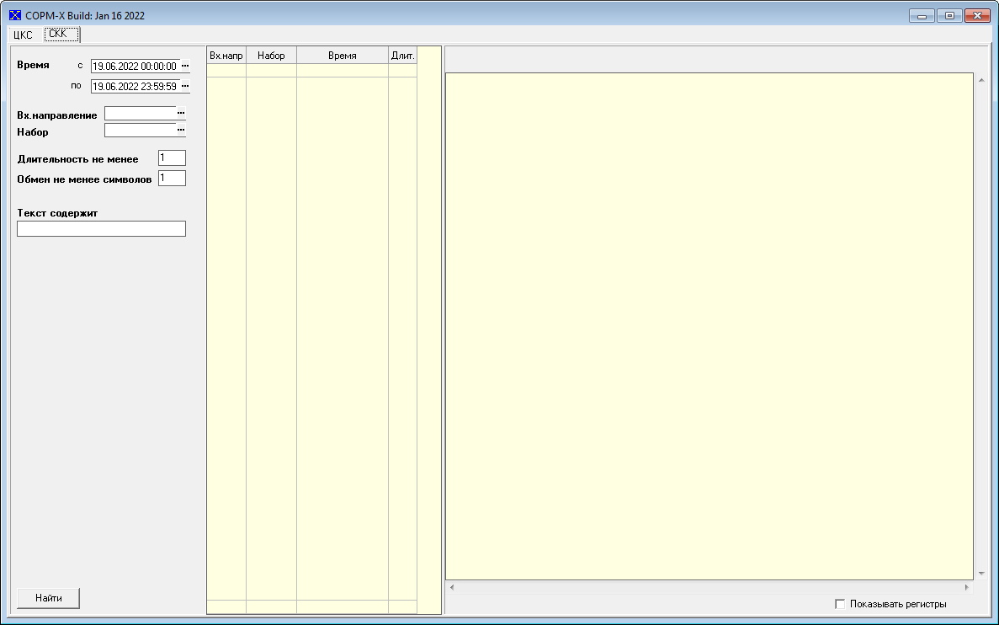 СОРМ-X Build: Jan 16 2022
ЦКС СКК
Время с 19.06.2022 00:00:00 ...
по 19.06.2022 23:59:59 ...
Вх.направление ...
Набор ...
Длительность не менее 1
Обмен не менее символов 1
Текст содержит
Найти
Вх.напр Набор Время Длит.
Показывать регистры